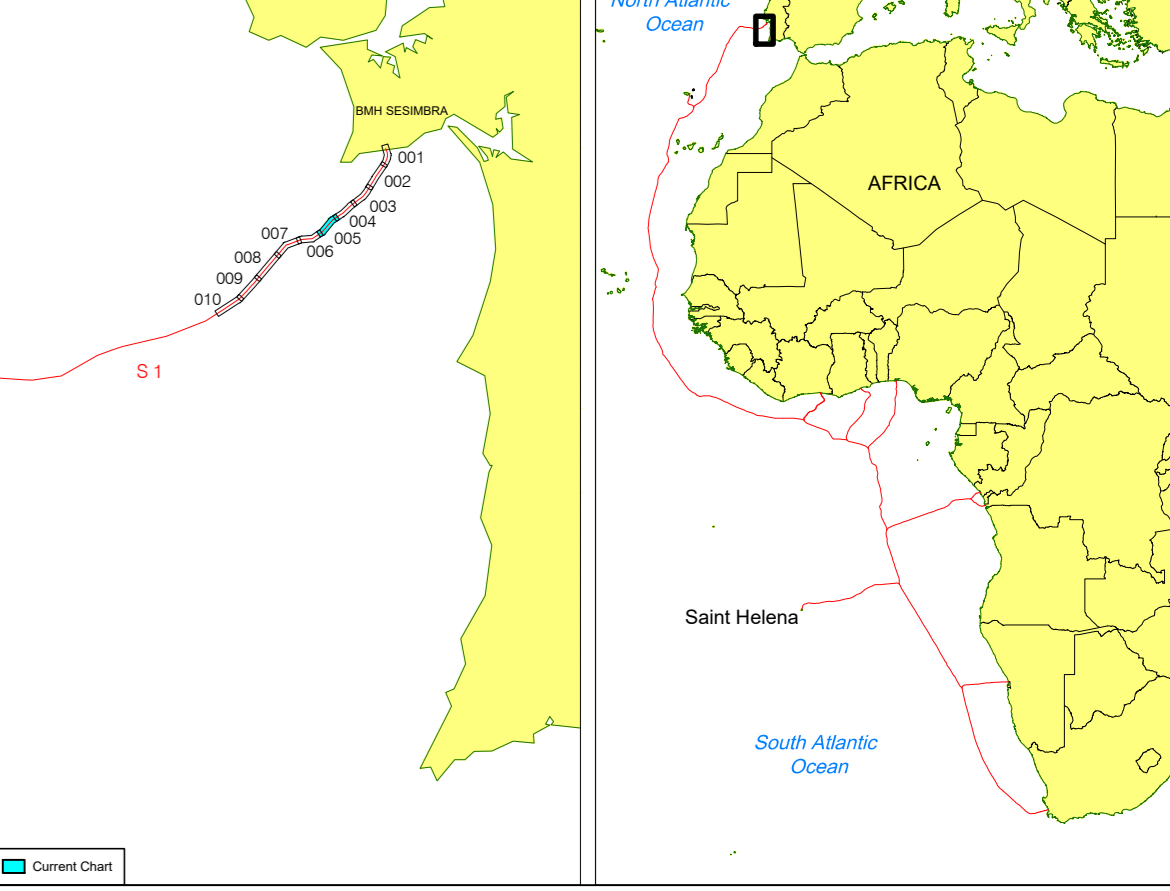 BMH SESIMBRA
001
002
003
004
005
006
007
008
009
010
S 1
Current Chart
North Atlantic
Ocean
AFRICA
Saint Helena
South Atlantic
Ocean